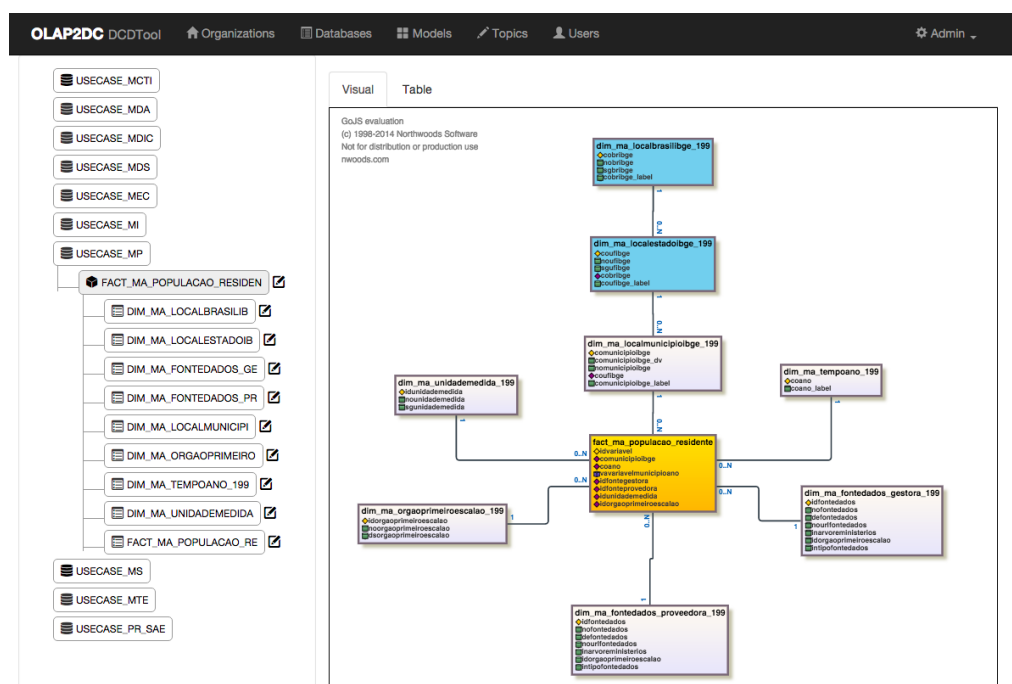 OLAP2DC DCDTool Organizations Databases Models Topics Users Admin
USECASE_MCTI
USECASE_MDA
USECASE_MDIC
USECASE_MDS
USECASE_MEC
USECASE_MI
USECASE_MP
FACT_MA_POPULACAO_RESIDEN
DIM_MA_LOCALBRASILIB
DIM_MA_LOCALESTADOIB
DIM_MA_FONTEDADOS_GE
DIM_MA_FONTEDADOS_PR
DIM_MA_LOCALMUNICIPI
DIM_MA_ORGAOPRIMEIRO
DIM_MA_TEMPOANO_199
DIM_MA_UNIDADEMEDIDA
FACT_MA_POPULACAO_RE
USECASE_MS
USECASE_MTE
USECASE_PR_SAE
Visual Table
GoJS evaluation
(c) 1998-2014 Northwoods Software
Not for distribution or production use
nwoods.com
dim_ma_localbrasilibge_199
cobribge
nobribge
sgbribge
cobribge_label
1
0..N
dim_ma_localestadoibge_199
coufibge
noufibge
sgufibge
cobribge
coufibge_label
1
0..N
dim_ma_localmunicipioibge_199
comunicipioibge
comunicipioibge_dv
nomunicipioibge
coufibge
comunicipioibge_label
1
0..N
dim_ma_unidademedida_199
idunidademedida
nounidademedida
sgunidademedida
1
0..N
dim_ma_tempoano_199
coano
coano_label
1
0..N
fact_ma_populacao_residente
idvariavel
comunicipioibge
coano
vavariavelmunicipioano
idfontegestora
idfonteprovedora
idunidademedida
idorgaoprimeiroescalao
0..N
0..N
0..N
dim_ma_orgaoprimeiroescalao_199
idorgaoprimeiroescalao
noorgaoprimeiroescalao
dsorgaoprimeiroescalao
1
dim_ma_fontedados_gestora_199
idfontedados
nofontedados
defontedados
nourlfontedados
inarvoreministerios
idorgaoprimeiroescalao
intipofontedados
1
1
dim_ma_fontedados_proveedora_199
idfontedados
nofontedados
defontedados
nourlfontedados
inarvoreministerios
idorgaoprimeiroescalao
intipofontedados